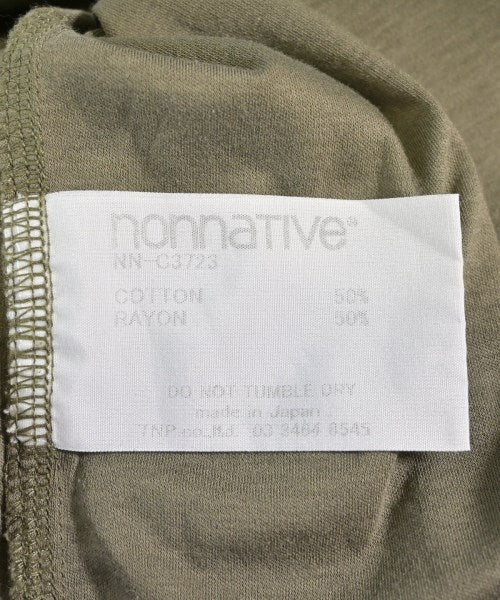 nonnative®
NN-C3723
COTTON 50%
RAYON 50%
DO NOT TUMBLE DRY
made in Japan
TNP.co.,ltd. 03 3464 8545